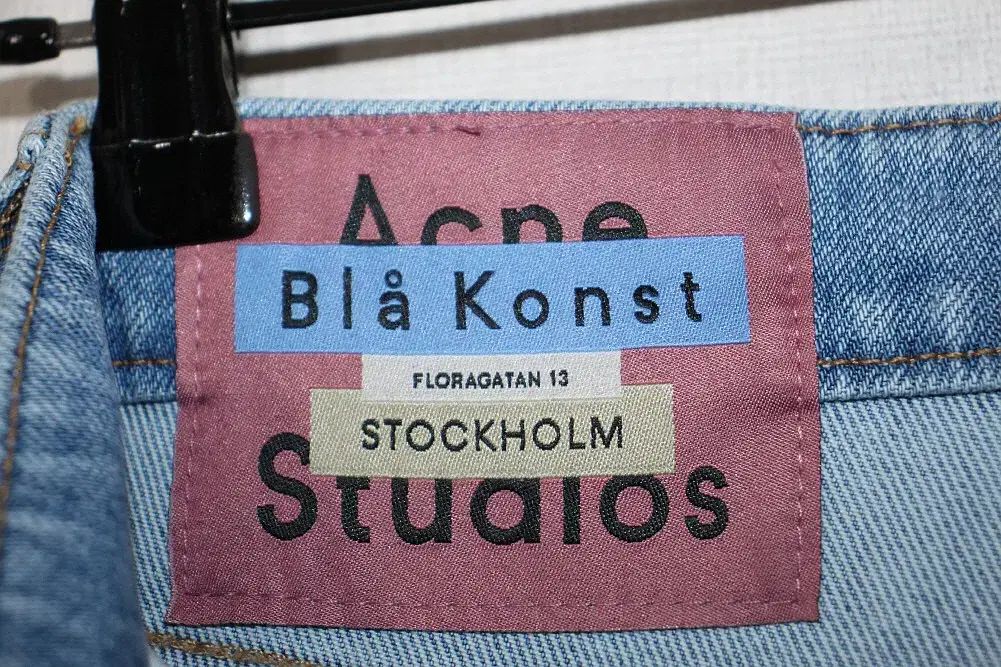 Acne
Blå Konst
FLORAGATAN 13
STOCKHOLM
Studios